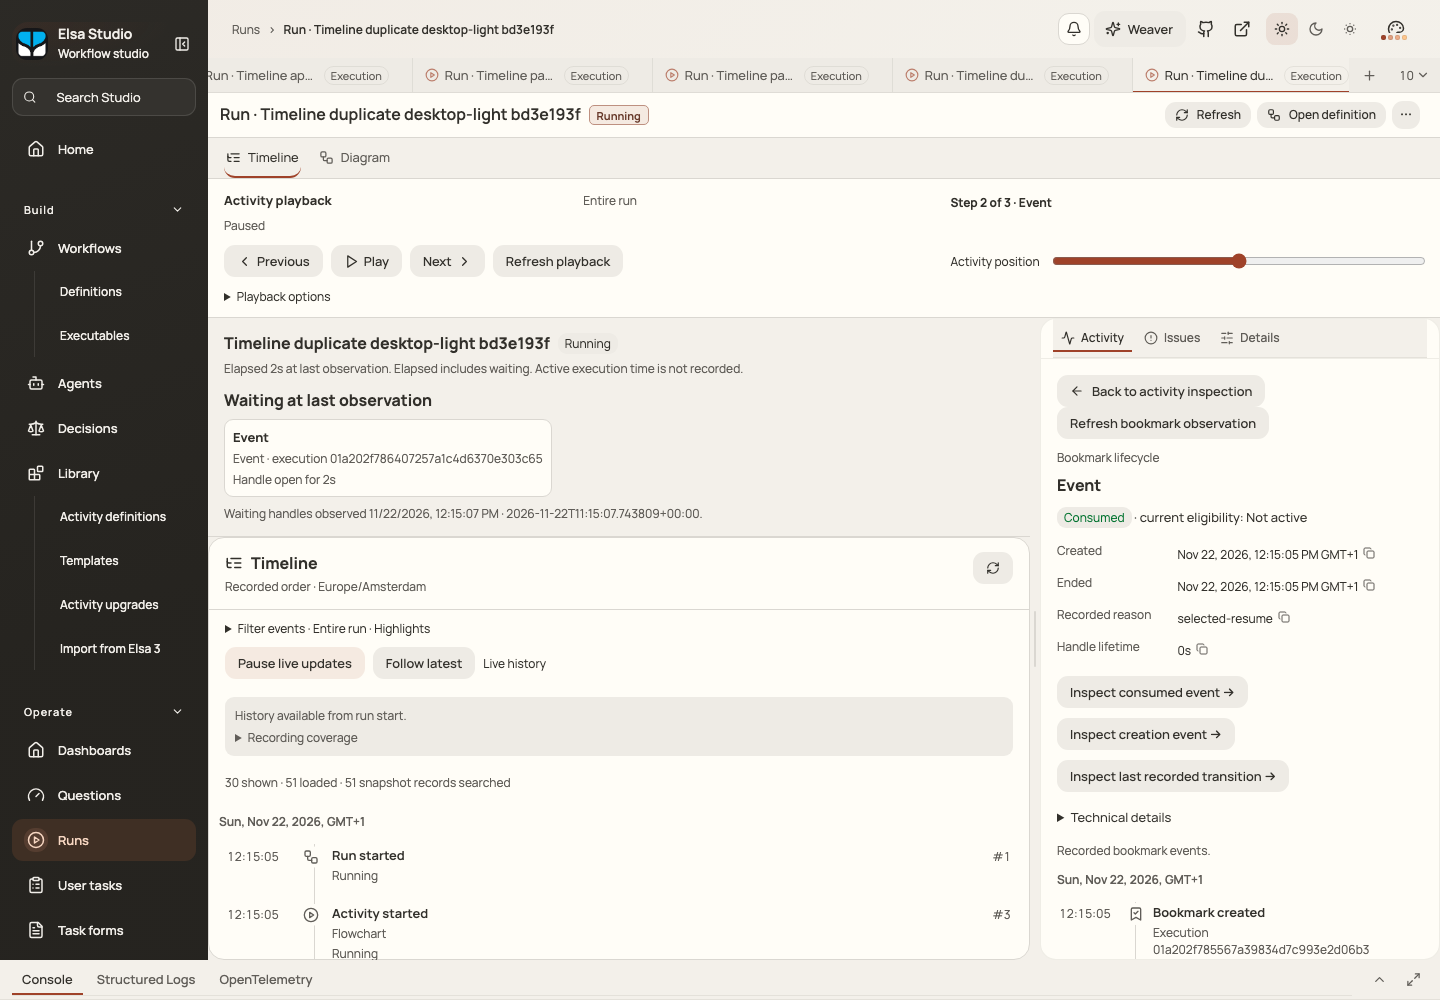 Elsa Studio
Workflow studio
Search Studio
Home
Build
Workflows
Definitions
Executables
Agents
Decisions
Library
Activity definitions
Templates
Activity upgrades
Import from Elsa 3
Operate
Dashboards
Questions
Runs
User tasks
Task forms
Runs › Run · Timeline duplicate desktop-light bd3e193f
Weaver
Run · Timeline ap... Execution
Run · Timeline pa... Execution
Run · Timeline pa... Execution
Run · Timeline du... Execution
Run · Timeline du... Execution
10
Run · Timeline duplicate desktop-light bd3e193f Running
Refresh
Open definition
Timeline
Diagram
Activity playback
Entire run
Step 2 of 3 · Event
Paused
Previous
Play
Next
Refresh playback
Activity position
Playback options
Timeline duplicate desktop-light bd3e193f Running
Elapsed 2s at last observation. Elapsed includes waiting. Active execution time is not recorded.
Waiting at last observation
Event
Event · execution 01a202f786407257a1c4d6370e303c65
Handle open for 2s
Waiting handles observed 11/22/2026, 12:15:07 PM · 2026-11-22T11:15:07.743809+00:00.
Timeline
Recorded order · Europe/Amsterdam
Filter events · Entire run · Highlights
Pause live updates
Follow latest
Live history
History available from run start.
Recording coverage
30 shown · 51 loaded · 51 snapshot records searched
Sun, Nov 22, 2026, GMT+1
12:15:05 Run started #1
Running
12:15:05 Activity started #3
Flowchart
Running
Activity
Issues
Details
Back to activity inspection
Refresh bookmark observation
Bookmark lifecycle
Event
Consumed · current eligibility: Not active
Created Nov 22, 2026, 12:15:05 PM GMT+1
Ended Nov 22, 2026, 12:15:05 PM GMT+1
Recorded reason selected-resume
Handle lifetime 0s
Inspect consumed event →
Inspect creation event →
Inspect last recorded transition →
Technical details
Recorded bookmark events.
Sun, Nov 22, 2026, GMT+1
12:15:05 Bookmark created
Execution
01a202f785567a39834d7c993e2d06b3
Console
Structured Logs
OpenTelemetry